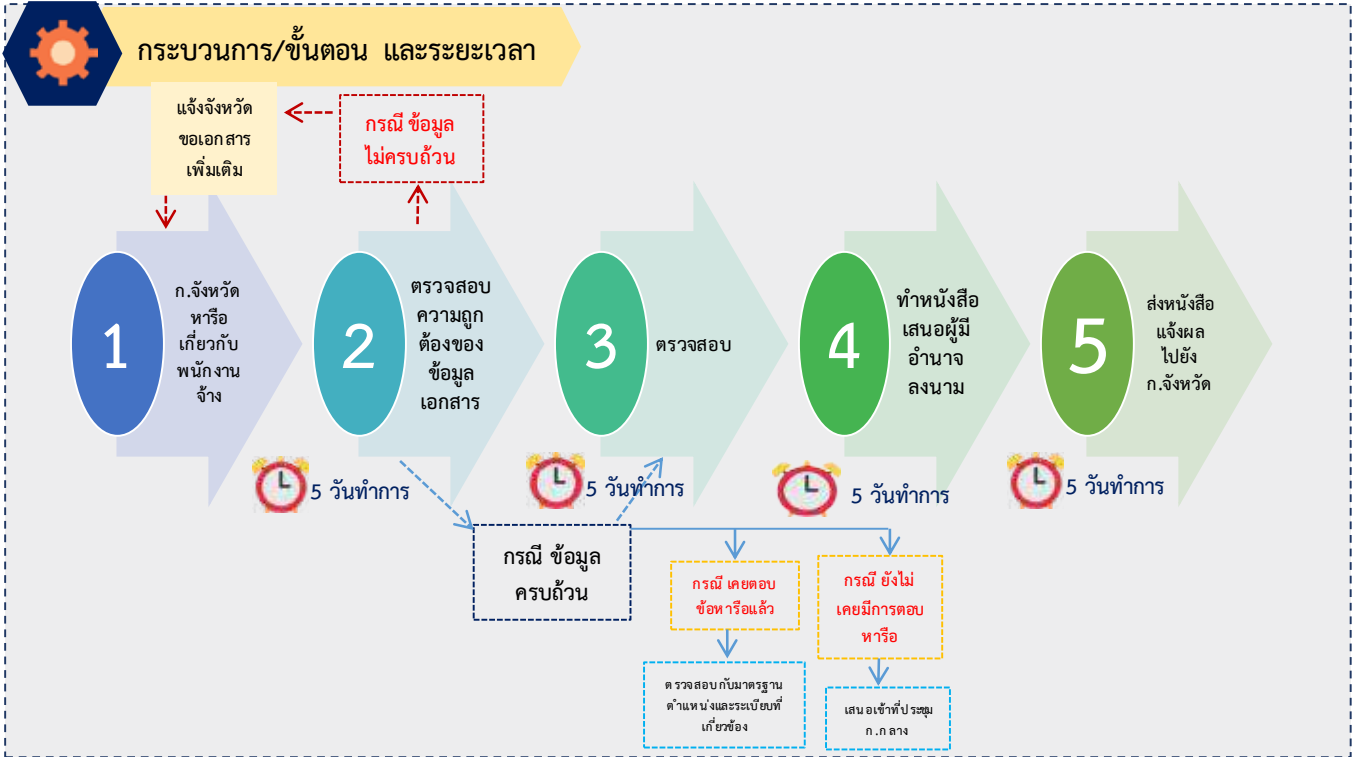 กระบวนการ/ขั้นตอน และระยะเวลา
แจ้งจังหวัด
ขอเอกสาร
เพิ่มเติม
กรณี ข้อมูล
ไม่ครบถ้วน
1
ก.จังหวัด
หารือ
เกี่ยวกับ
พนักงาน
จ้าง
2
ตรวจสอบ
ความถูก
ต้องของ
ข้อมูล
เอกสาร
3
ตรวจสอบ
4
ทำหนังสือ
เสนอผู้มี
อำนาจ
ลงนาม
5
ส่งหนังสือ
แจ้งผล
ไปยัง
ก.จังหวัด
5 วันทำการ
5 วันทำการ
5 วันทำการ
5 วันทำการ
กรณี ข้อมูล
ครบถ้วน
กรณี เคยตอบ
ข้อหารือแล้ว
กรณี ยังไม่
เคยมีการตอบ
หารือ
ตรวจสอบกับมาตรฐาน
ตำแหน่งและระเบียบที่
เกี่ยวข้อง
เสนอเข้าที่ประชุม
ก.กลาง